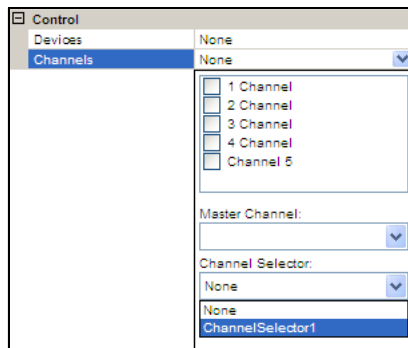 Control
Devices None
Channels None
1 Channel
2 Channel
3 Channel
4 Channel
Channel 5
Master Channel:
Channel Selector:
None
None
ChannelSelector1